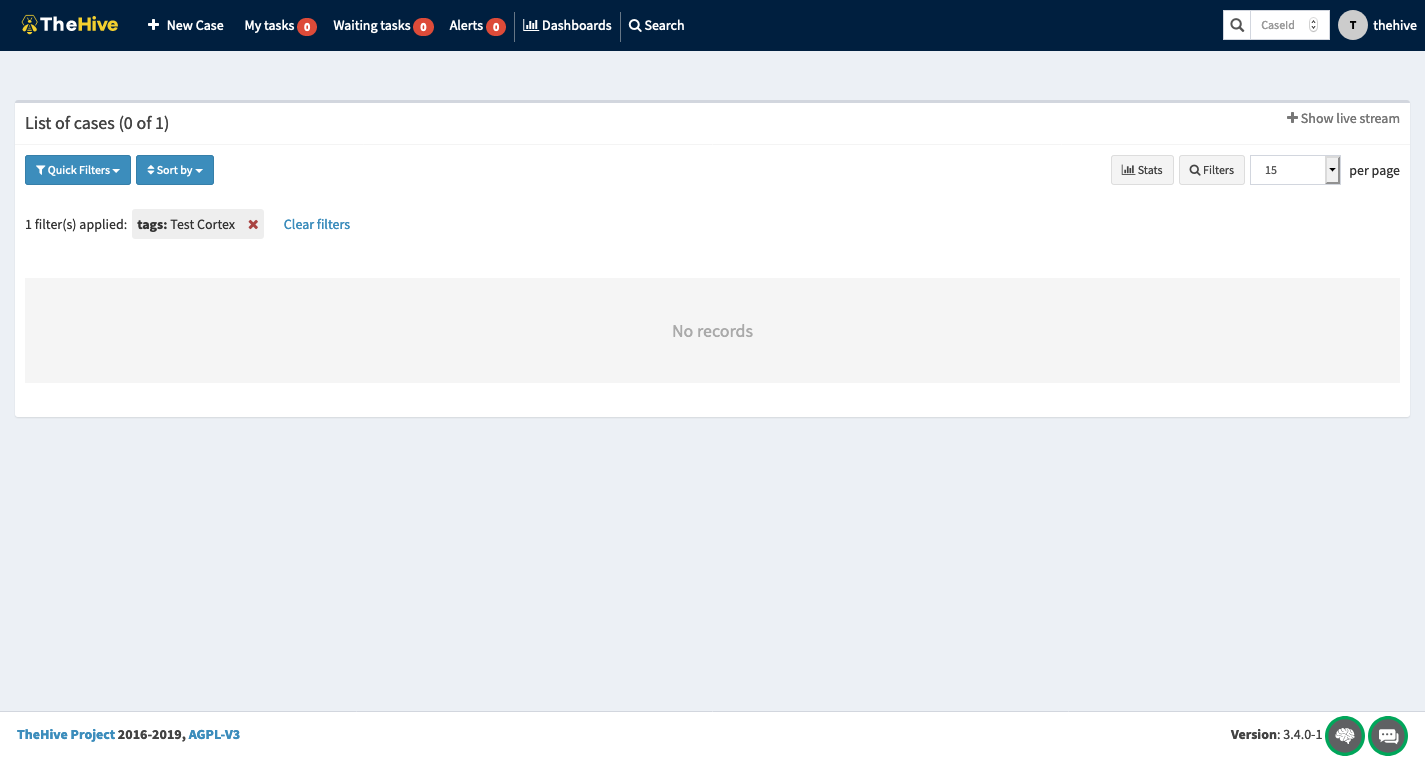 TheHive New Case My tasks 0 Waiting tasks 0 Alerts 0 Dashboards Search CaseId T thehive
List of cases (0 of 1) Show live stream
Quick Filters Sort by Stats Filters 15 per page
1 filter(s) applied: tags: Test Cortex Clear filters
No records
TheHive Project 2016-2019, AGPL-V3 Version: 3.4.0-1